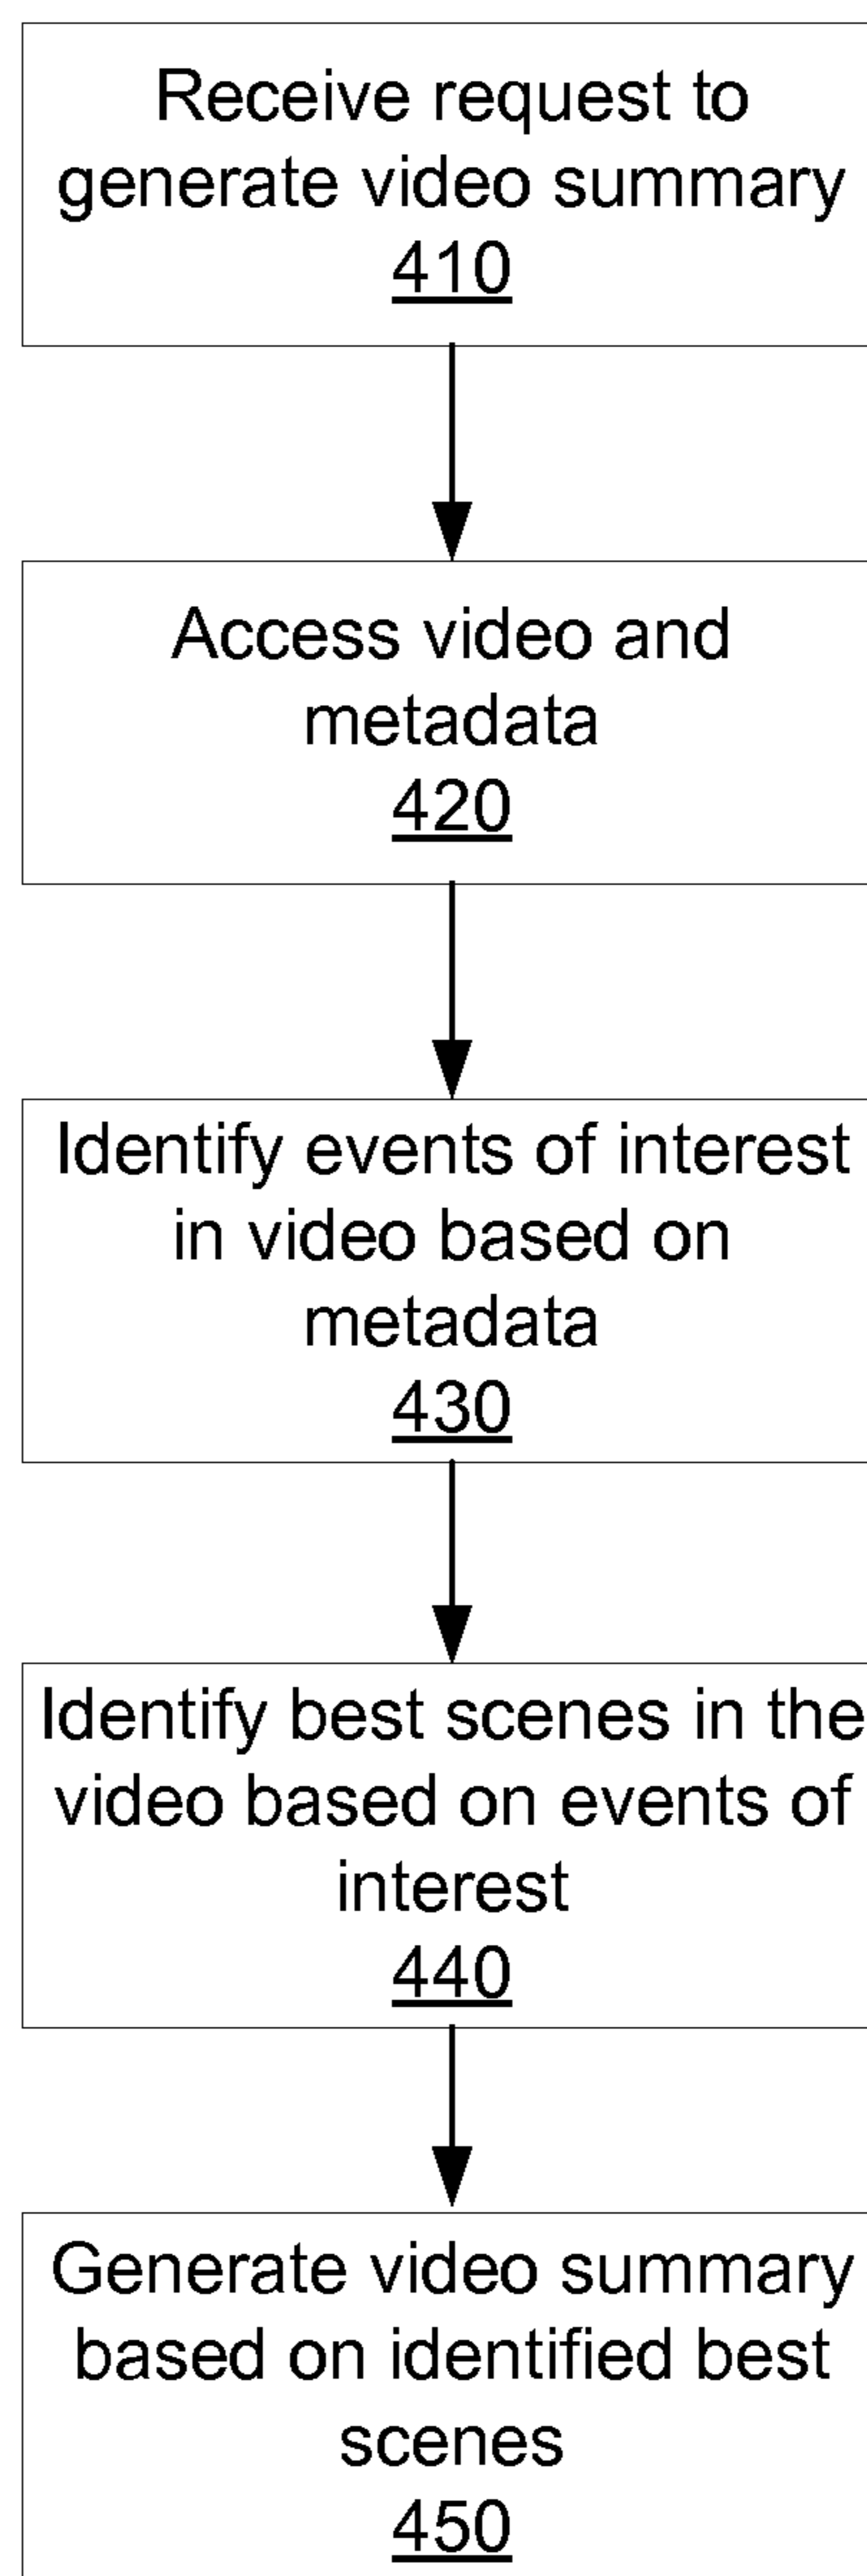 Receive request to
generate video summary
410
Access video and
metadata
420
Identify events of interest
in video based on
metadata
430
Identify best scenes in the
video based on events of
interest
440
Generate video summary
based on identified best
scenes
450